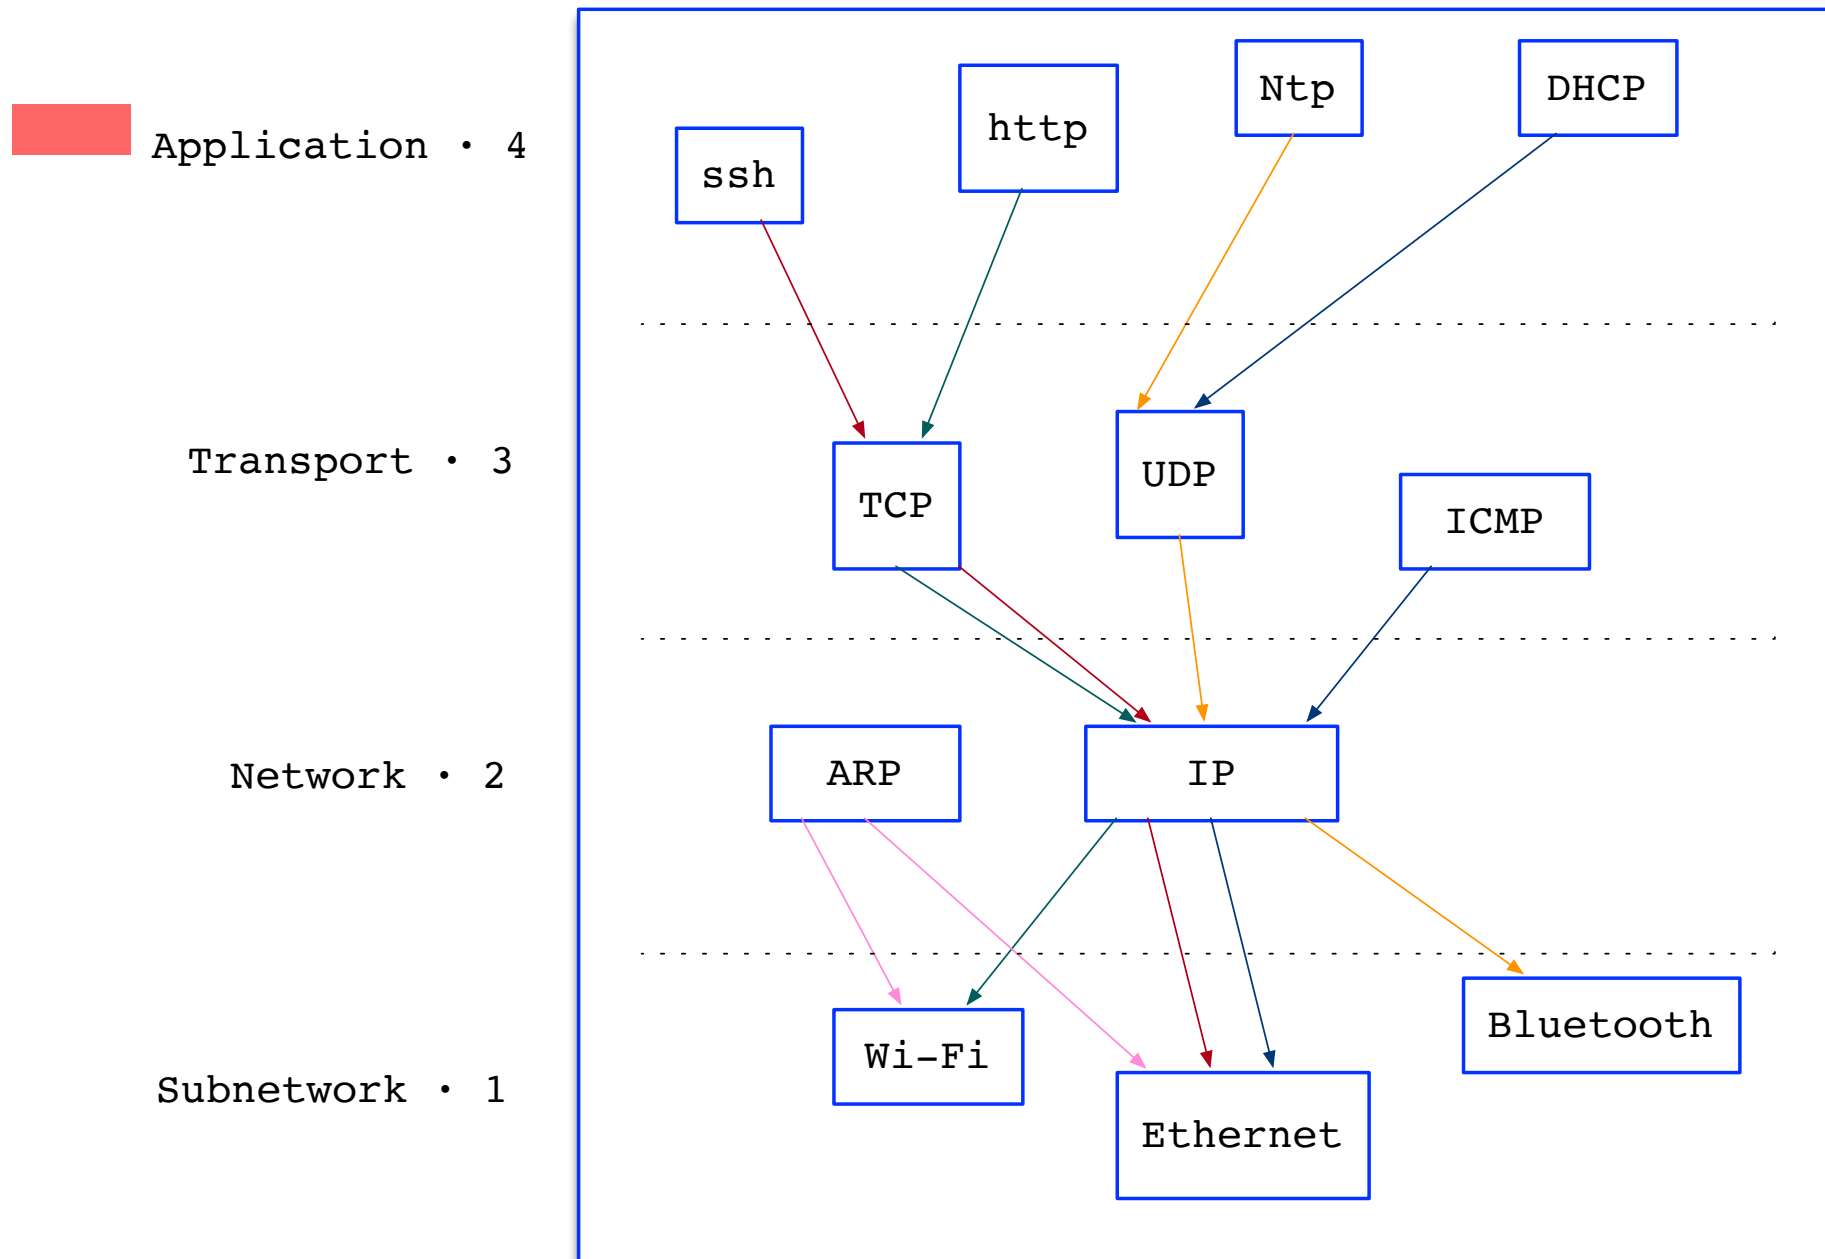 Application · 4
ssh
http
Ntp
DHCP
Transport · 3
TCP
UDP
ICMP
Network · 2
ARP
IP
Subnetwork · 1
Wi-Fi
Ethernet
Bluetooth